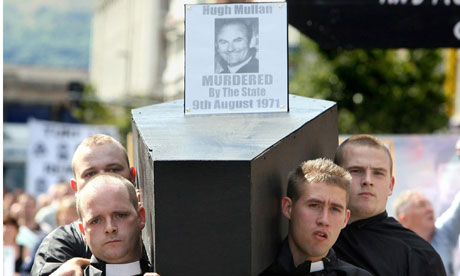 Hugh Mullan
MURDERED
By The State
9th August 1971